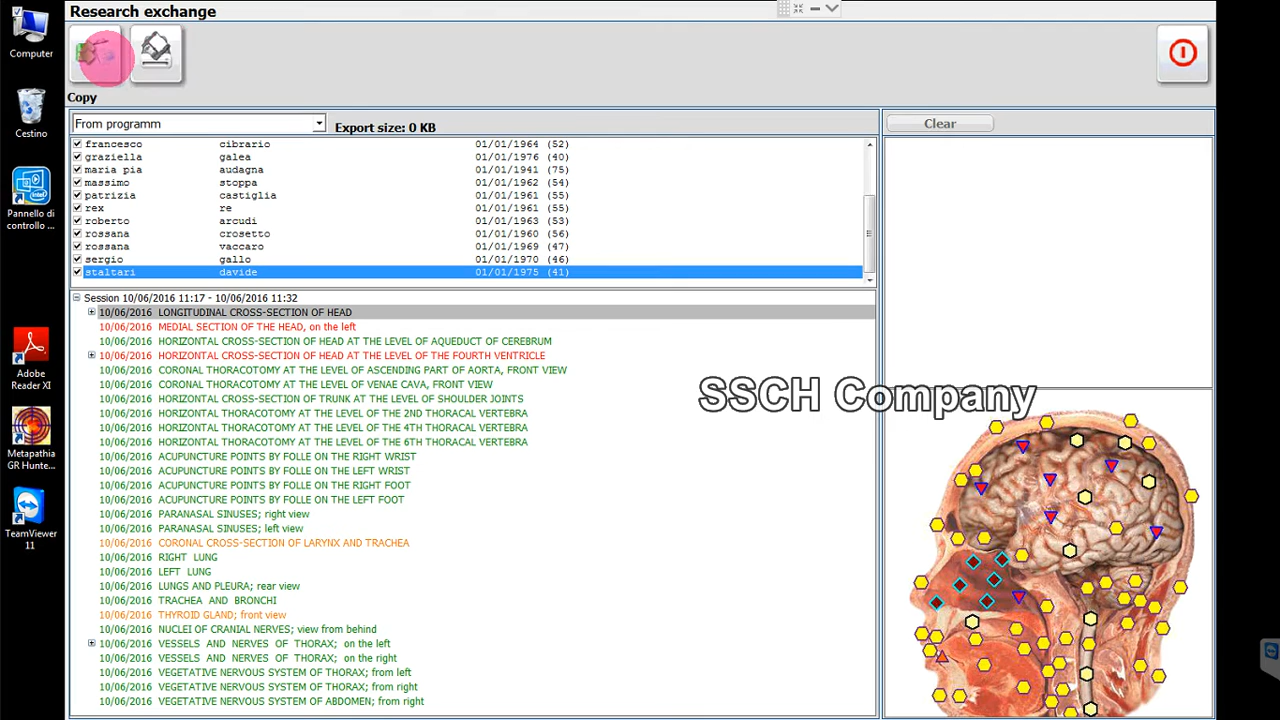 Research exchange
Computer
Copy
Cestino
From programm
Export size: 0 KB
Clear
francesco cibrario 01/01/1964 (52)
graziella galea 01/01/1976 (40)
maria pia audagna 01/01/1941 (75)
massimo stoppa 01/01/1962 (54)
patrizia castiglia 01/01/1961 (55)
rex re 01/01/1961 (55)
roberto arcudi 01/01/1963 (53)
rossana crosetto 01/01/1960 (56)
rossana vaccaro 01/01/1969 (47)
sergio gallo 01/01/1970 (46)
staltari davide 01/01/1975 (41)
Pannello di
controllo ...
Session 10/06/2016 11:17 - 10/06/2016 11:32
10/06/2016 LONGITUDINAL CROSS-SECTION OF HEAD
10/06/2016 MEDIAL SECTION OF THE HEAD, on the left
10/06/2016 HORIZONTAL CROSS-SECTION OF HEAD AT THE LEVEL OF AQUEDUCT OF CEREBRUM
10/06/2016 HORIZONTAL CROSS-SECTION OF HEAD AT THE LEVEL OF THE FOURTH VENTRICLE
10/06/2016 CORONAL THORACOTOMY AT THE LEVEL OF ASCENDING PART OF AORTA, FRONT VIEW
10/06/2016 CORONAL THORACOTOMY AT THE LEVEL OF VENAE CAVA, FRONT VIEW
10/06/2016 HORIZONTAL CROSS-SECTION OF TRUNK AT THE LEVEL OF SHOULDER JOINTS
10/06/2016 HORIZONTAL THORACOTOMY AT THE LEVEL OF THE 2ND THORACAL VERTEBRA
10/06/2016 HORIZONTAL THORACOTOMY AT THE LEVEL OF THE 4TH THORACAL VERTEBRA
10/06/2016 HORIZONTAL THORACOTOMY AT THE LEVEL OF THE 6TH THORACAL VERTEBRA
10/06/2016 ACUPUNCTURE POINTS BY FOLLE ON THE RIGHT WRIST
10/06/2016 ACUPUNCTURE POINTS BY FOLLE ON THE LEFT WRIST
10/06/2016 ACUPUNCTURE POINTS BY FOLLE ON THE RIGHT FOOT
10/06/2016 ACUPUNCTURE POINTS BY FOLLE ON THE LEFT FOOT
10/06/2016 PARANASAL SINUSES; right view
10/06/2016 PARANASAL SINUSES; left view
10/06/2016 CORONAL CROSS-SECTION OF LARYNX AND TRACHEA
10/06/2016 RIGHT LUNG
10/06/2016 LEFT LUNG
10/06/2016 LUNGS AND PLEURA; rear view
10/06/2016 TRACHEA AND BRONCHI
10/06/2016 THYROID GLAND; front view
10/06/2016 NUCLEI OF CRANIAL NERVES; view from behind
10/06/2016 VESSELS AND NERVES OF THORAX; on the left
10/06/2016 VESSELS AND NERVES OF THORAX; on the right
10/06/2016 VEGETATIVE NERVOUS SYSTEM OF THORAX; from left
10/06/2016 VEGETATIVE NERVOUS SYSTEM OF THORAX; from right
10/06/2016 VEGETATIVE NERVOUS SYSTEM OF ABDOMEN; from right
SSCH Company
Adobe
Reader XI
Metapathia
GR Hunte...
TeamViewer
11